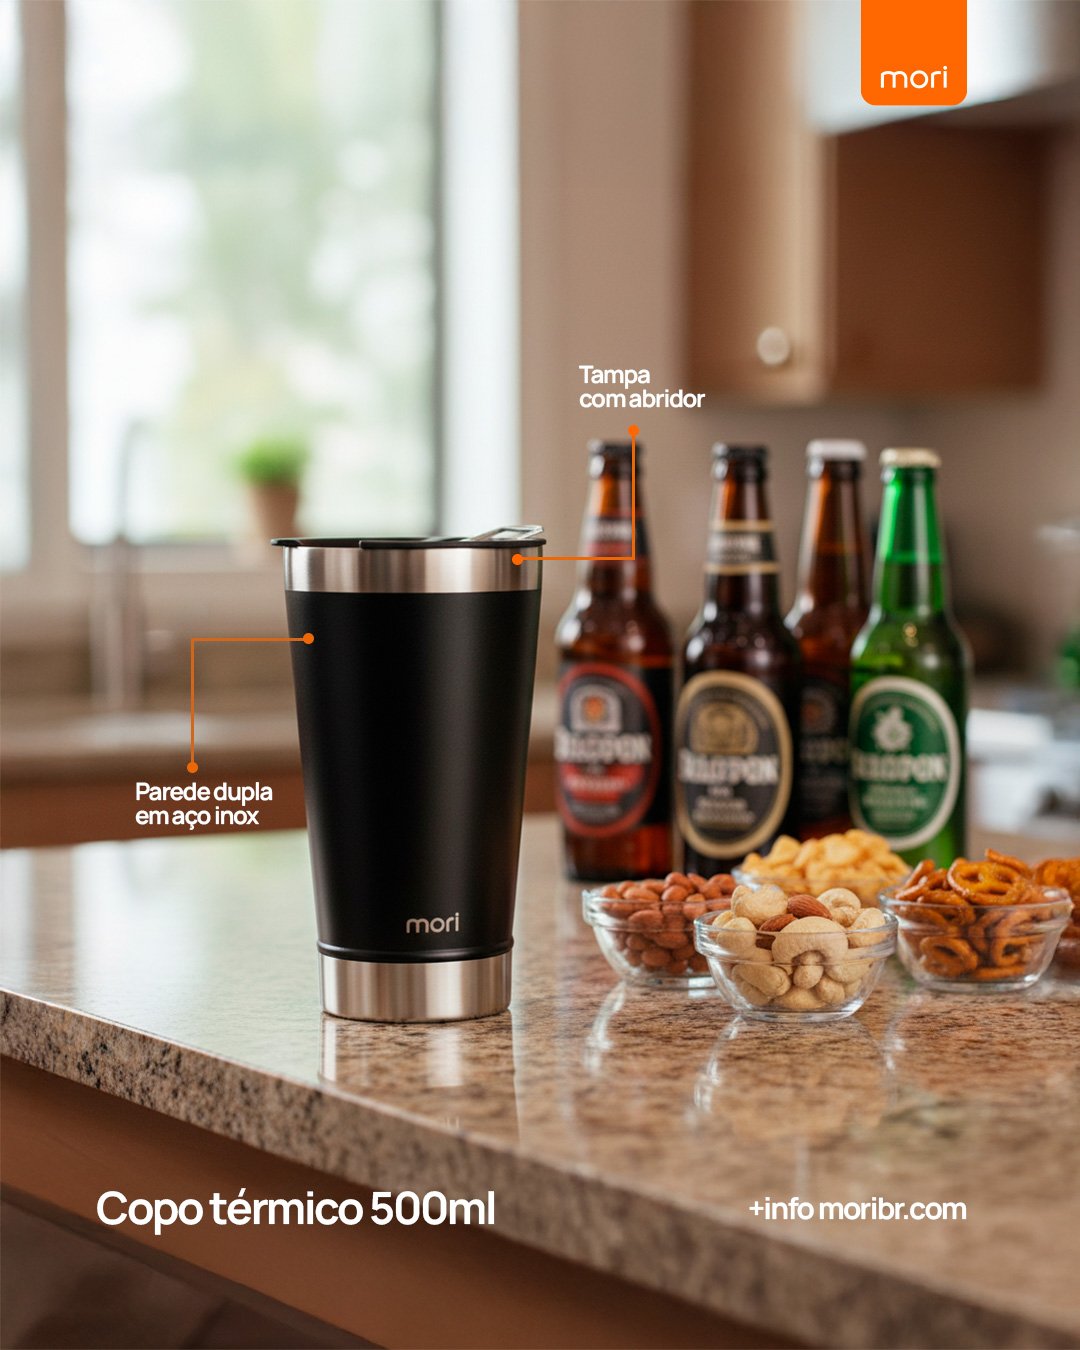 mori
Tampa
com abridor
Parede dupla
em aço inox
mori
Copo térmico 500ml
+info moribr.com